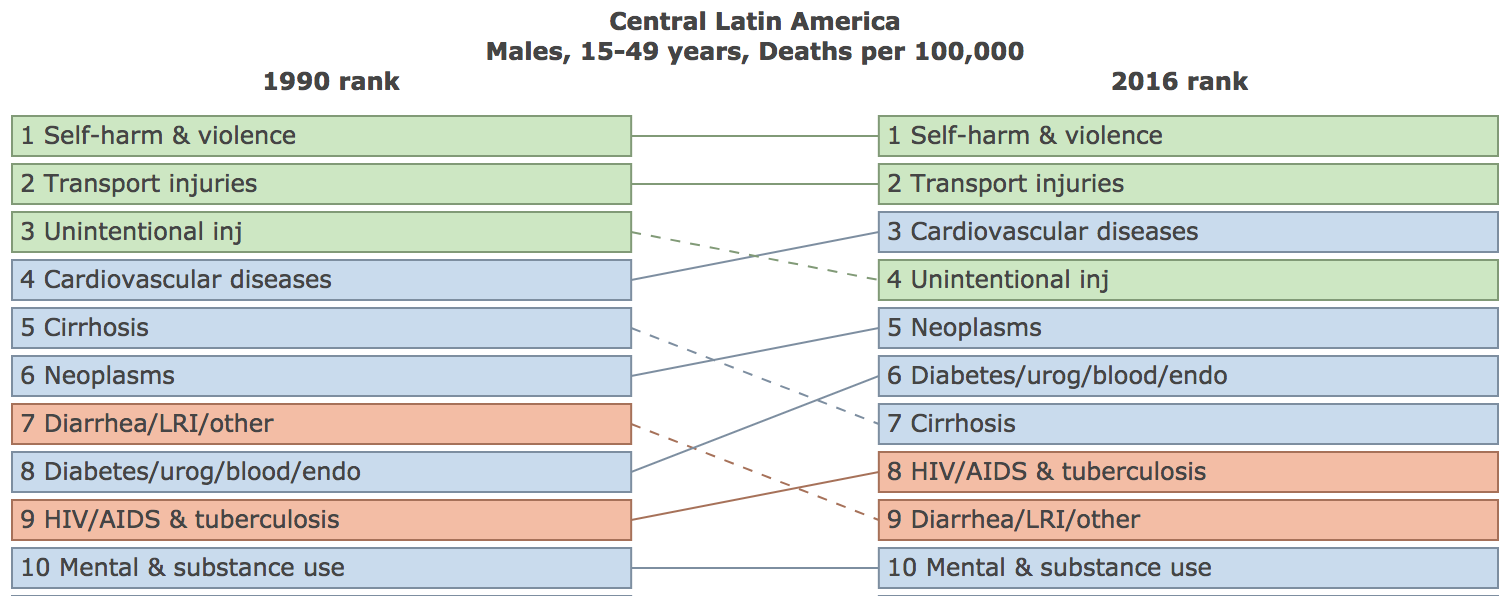 Central Latin America
Males, 15-49 years, Deaths per 100,000
1990 rank
2016 rank
1 Self-harm & violence
2 Transport injuries
3 Unintentional inj
4 Cardiovascular diseases
5 Cirrhosis
6 Neoplasms
7 Diarrhea/LRI/other
8 Diabetes/urog/blood/endo
9 HIV/AIDS & tuberculosis
10 Mental & substance use
1 Self-harm & violence
2 Transport injuries
3 Cardiovascular diseases
4 Unintentional inj
5 Neoplasms
6 Diabetes/urog/blood/endo
7 Cirrhosis
8 HIV/AIDS & tuberculosis
9 Diarrhea/LRI/other
10 Mental & substance use